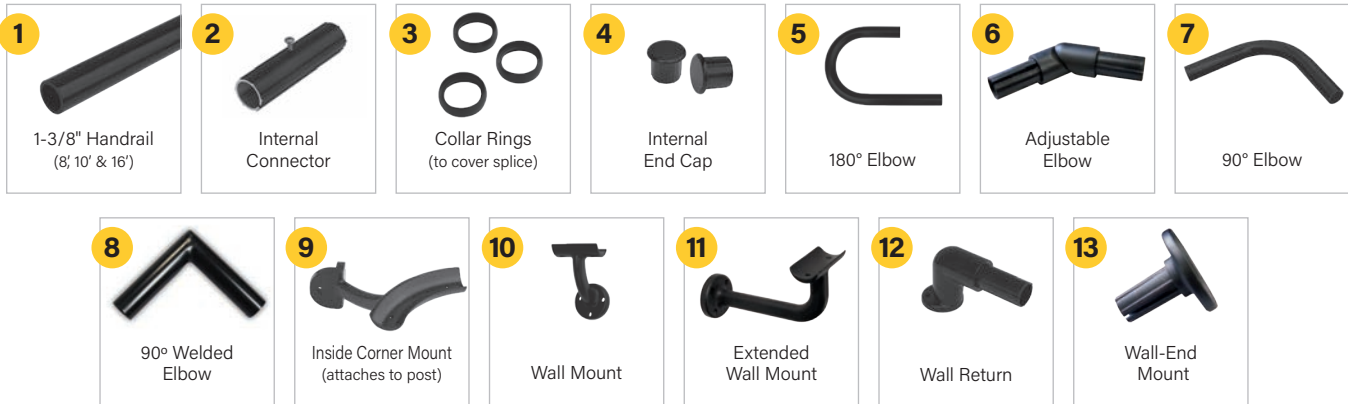 1
1-3/8" Handrail
(8', 10' & 16')
2
Internal
Connector
3
Collar Rings
(to cover splice)
4
Internal
End Cap
5
180° Elbow
6
Adjustable
Elbow
7
90° Elbow
8
90º Welded
Elbow
9
Inside Corner Mount
(attaches to post)
10
Wall Mount
11
Extended
Wall Mount
12
Wall Return
13
Wall-End
Mount